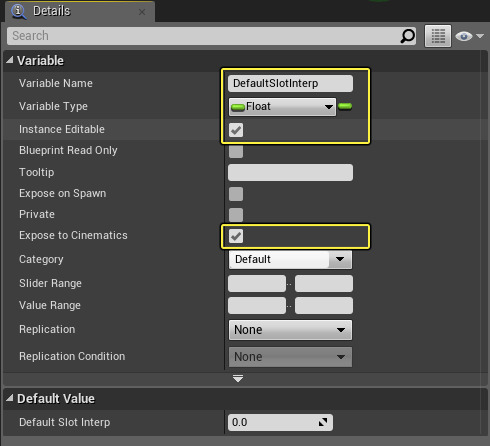 Details
Search
Variable
Variable Name DefaultSlotInterp
Variable Type Float
Instance Editable
Blueprint Read Only
Tooltip
Expose on Spawn
Private
Expose to Cinematics
Category Default
Slider Range ..
Value Range ..
Replication None
Replication Condition None
Default Value
Default Slot Interp 0.0